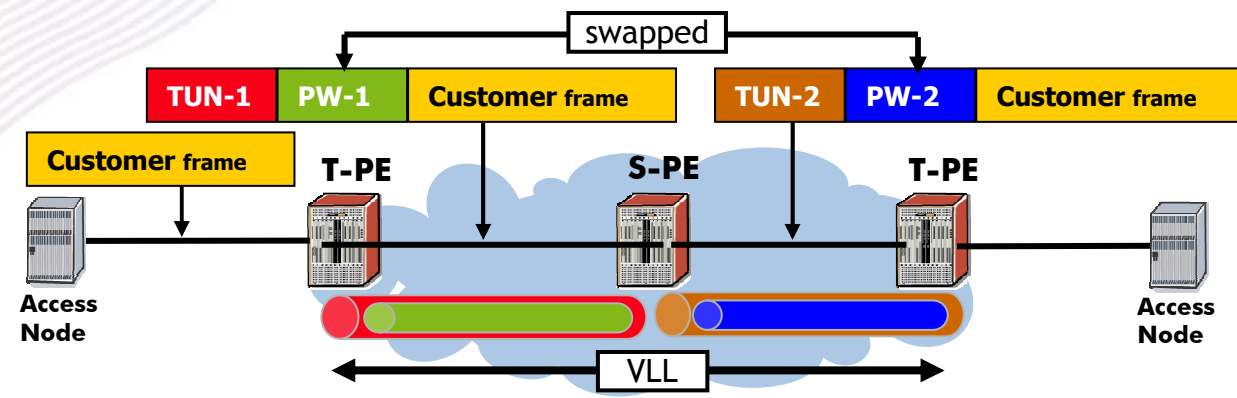 swapped
TUN-1 PW-1 Customer frame
TUN-2 PW-2 Customer frame
Customer frame
T-PE
S-PE
T-PE
Access
Node
Access
Node
VLL